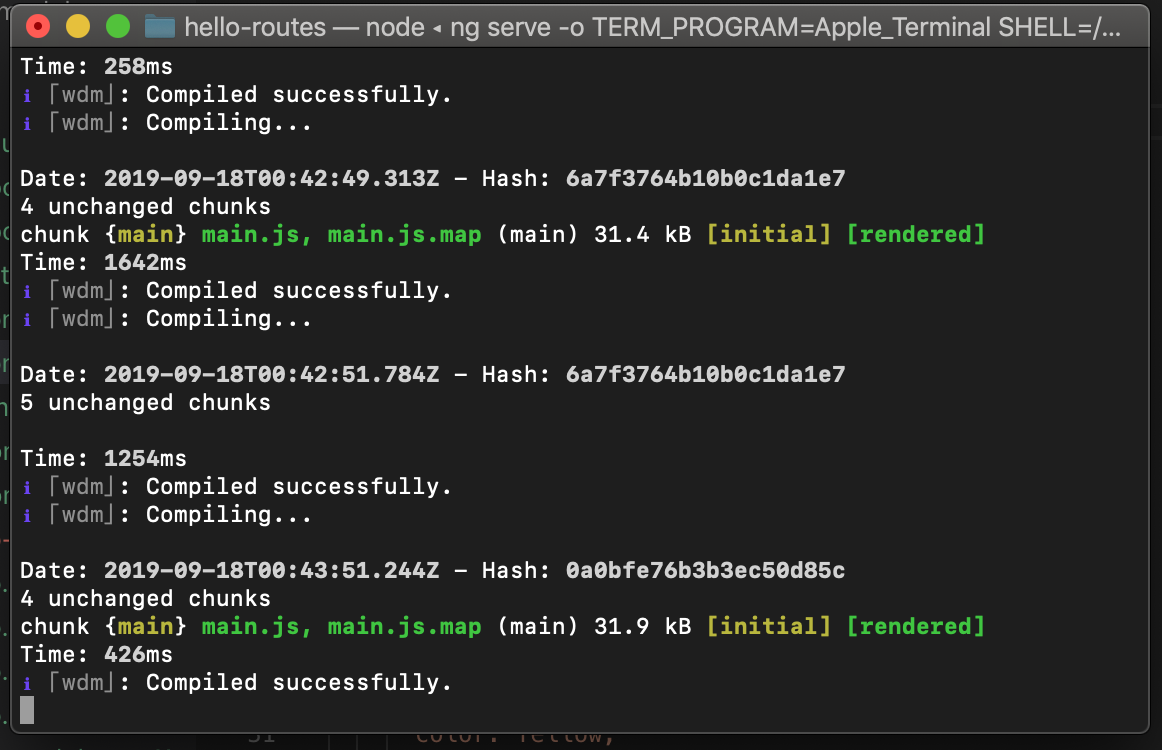 hello-routes — node ◂ ng serve -o TERM_PROGRAM=Apple_Terminal SHELL=/...
Time: 258ms
i ⌈wdm⌋: Compiled successfully.
i ⌈wdm⌋: Compiling...
Date: 2019-09-18T00:42:49.313Z - Hash: 6a7f3764b10b0c1da1e7
4 unchanged chunks
chunk {main} main.js, main.js.map (main) 31.4 kB [initial] [rendered]
Time: 1642ms
i ⌈wdm⌋: Compiled successfully.
i ⌈wdm⌋: Compiling...
Date: 2019-09-18T00:42:51.784Z - Hash: 6a7f3764b10b0c1da1e7
5 unchanged chunks
Time: 1254ms
i ⌈wdm⌋: Compiled successfully.
i ⌈wdm⌋: Compiling...
Date: 2019-09-18T00:43:51.244Z - Hash: 0a0bfe76b3b3ec50d85c
4 unchanged chunks
chunk {main} main.js, main.js.map (main) 31.9 kB [initial] [rendered]
Time: 426ms
i ⌈wdm⌋: Compiled successfully.